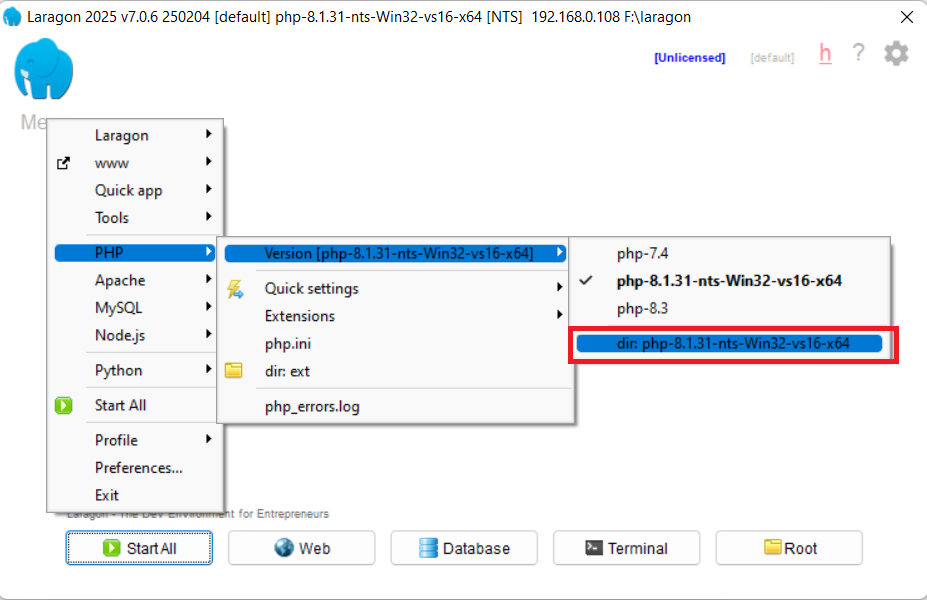 Laragon 2025 v7.0.6 250204 [default] php-8.1.31-nts-Win32-vs16-x64 [NTS] 192.168.0.108 F:\laragon
[Unlicensed] [default] h ?
Me
Laragon
www
Quick app
Tools
PHP
Apache
MySQL
Node.js
Python
Start All
Profile
Preferences...
Exit
Version [php-8.1.31-nts-Win32-vs16-x64]
Quick settings
Extensions
php.ini
dir: ext
php_errors.log
php-7.4
php-8.1.31-nts-Win32-vs16-x64
php-8.3
dir: php-8.1.31-nts-Win32-vs16-x64
Laragon - The Dev Environment for Entrepreneurs
Start All Web Database Terminal Root